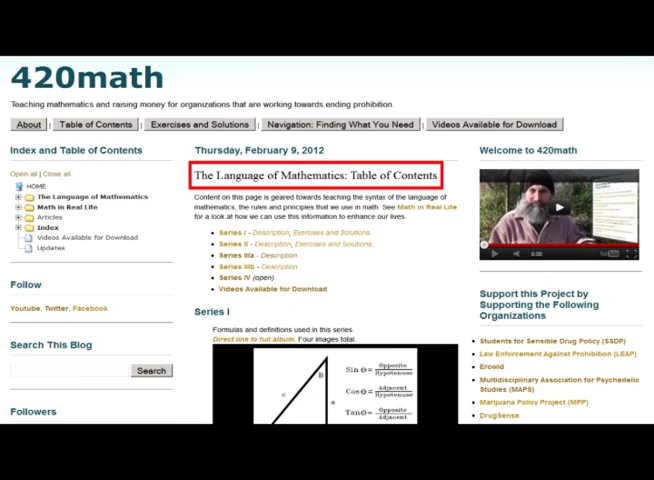 420math
Teaching mathematics and raising money for organizations that are working towards ending prohibition.
About | Table of Contents | Exercises and Solutions | Navigation: Finding What You Need | Videos Available for Download
Index and Table of Contents
Open all | Close all
HOME
The Language of Mathematics
Math in Real Life
Articles
Index
Videos Available for Download
Updates
Follow
Youtube, Twitter, Facebook
Search This Blog
Search
Followers
Thursday, February 9, 2012
The Language of Mathematics: Table of Contents
Content on this page is geared towards teaching the syntax of the language of
mathematics, the rules and principles that we use in math. See Math in Real Life
for a look at how we can use this information to enhance our lives.
Series I - Description, Exercises and Solutions.
Series II - Description, Exercises and Solutions.
Series IIIa - Description
Series IIIb - Description
Series IV (open)
Videos Available for Download
Series I
Formulas and definitions used in this series.
Direct link to full album. Four images total.
B
c
a
Sin Θ= Opposite
Hypotenuse
Cos Θ= Adjacent
Hypotenuse
Tan Θ= Opposite
Adjacent
Welcome to 420math
0:00
Support this Project by
Supporting the Following
Organizations
Students for Sensible Drug Policy (SSDP)
Law Enforcement Against Prohibition (LEAP)
Erowid
Multidisciplinary Association for Psychedelic
Studies (MAPS)
Marijuana Policy Project (MPP)
DrugSense